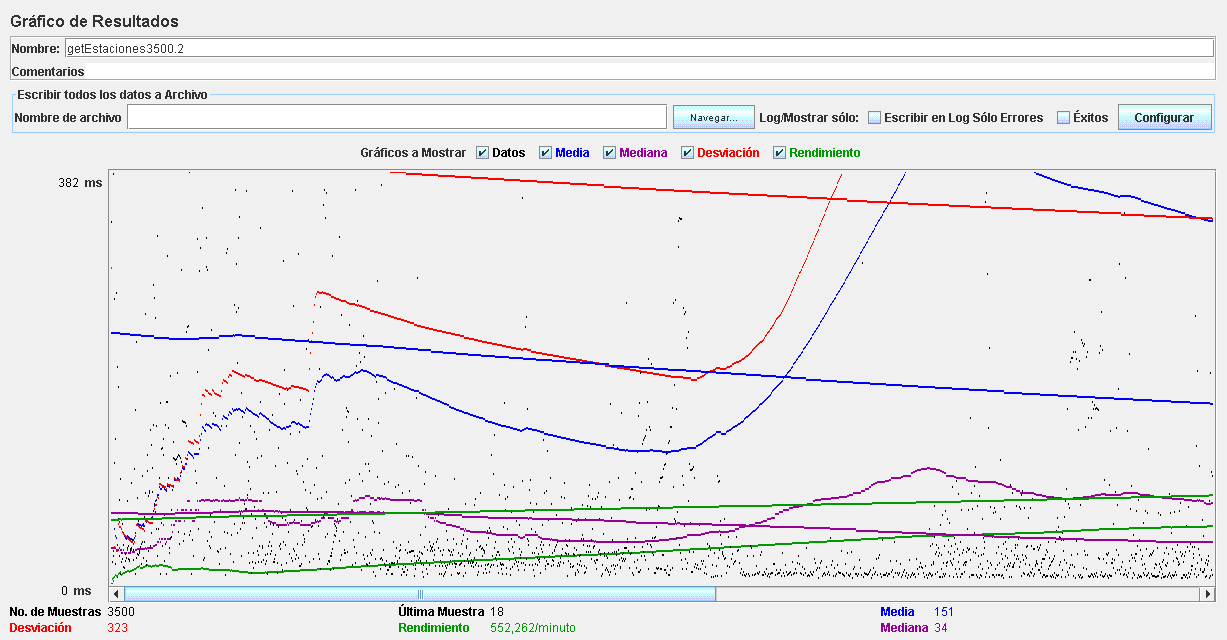 Gráfico de Resultados
Nombre: getEstaciones3500.2
Comentarios
Escribir todos los datos a Archivo
Nombre de archivo Navegar... Log/Mostrar sólo: Escribir en Log Sólo Errores Éxitos Configurar
Gráficos a Mostrar Datos Media Mediana Desviación Rendimiento
382 ms
0 ms
No. de Muestras 3500 Última Muestra 18 Media 151
Desviación 323 Rendimiento 552,262/minuto Mediana 34